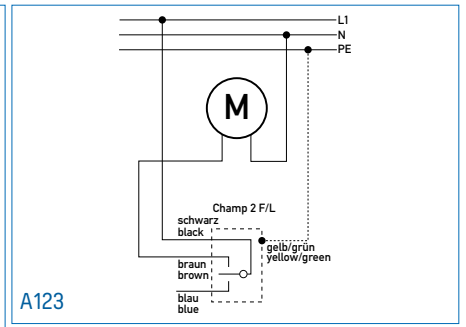 L1
N
PE
M
Champ 2 F/L
schwarz
black
gelb/grün
yellow/green
braun
brown
blau
blue
A123